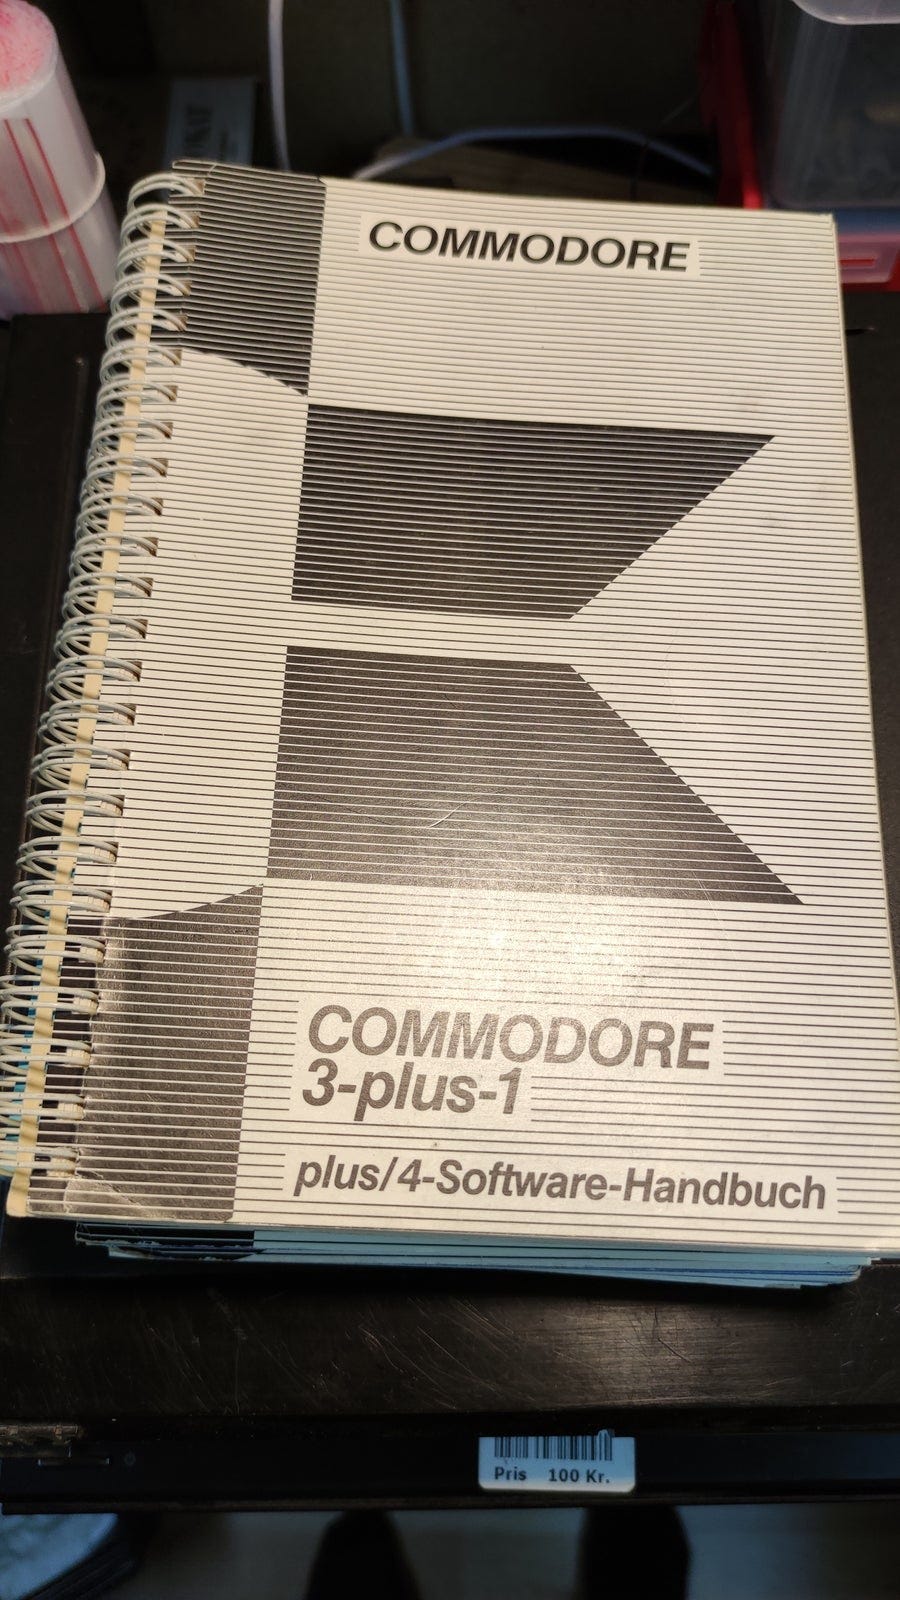 COMMODORE
COMMODORE
3-plus-1
plus/4-Software-Handbuch
Pris 100 Kr.